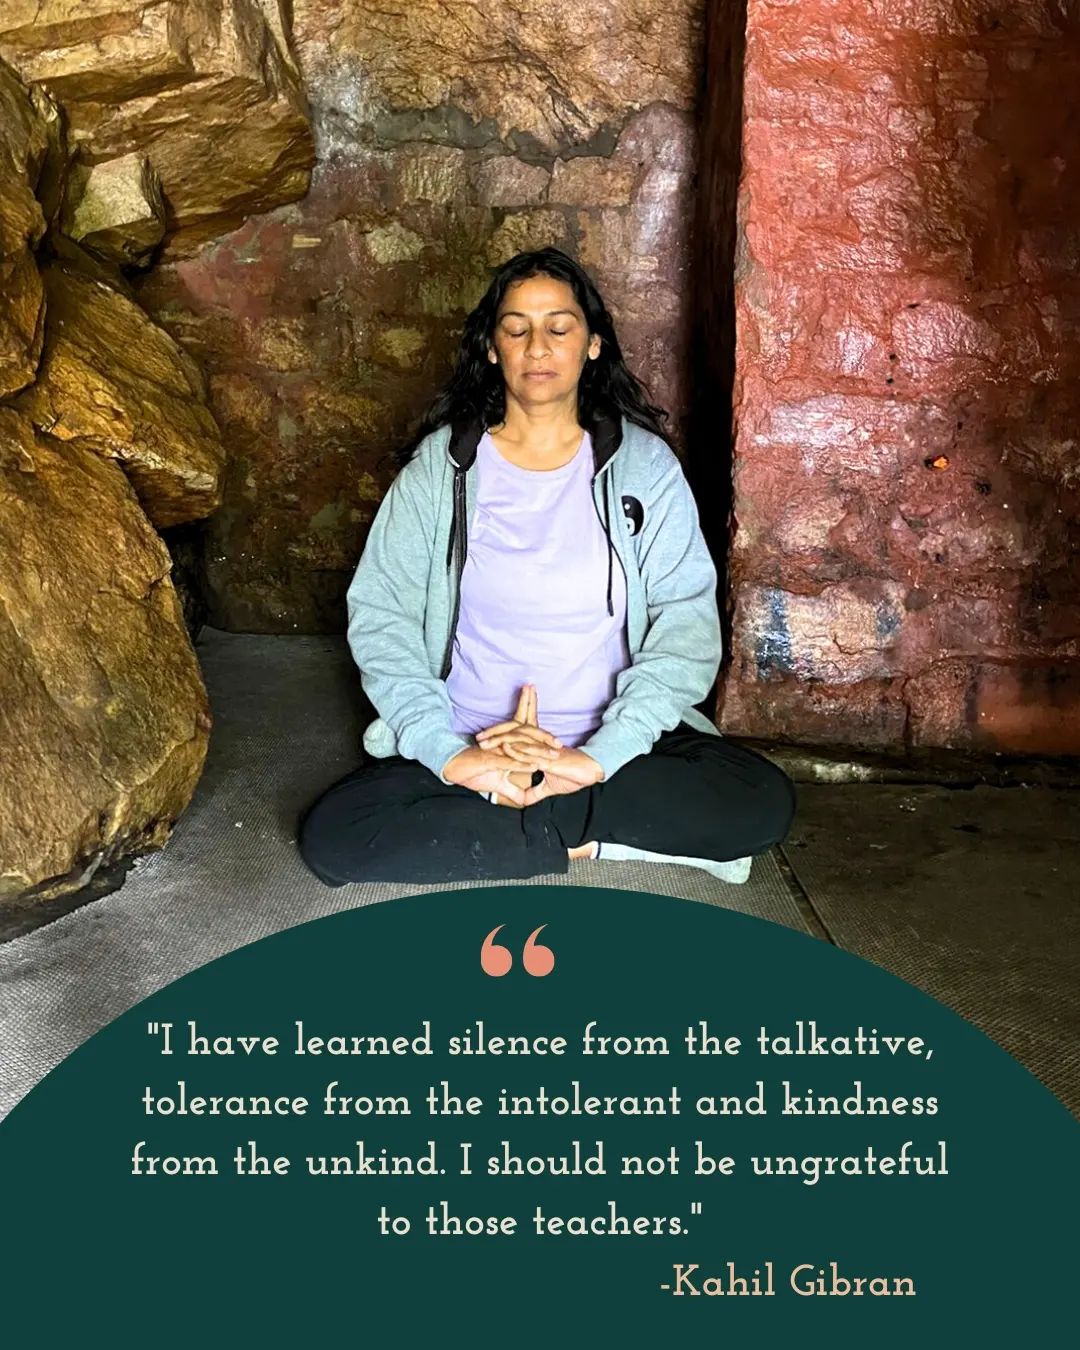 "I have learned silence from the talkative,
tolerance from the intolerant and kindness
from the unkind. I should not be ungrateful
to those teachers."
-Kahil Gibran